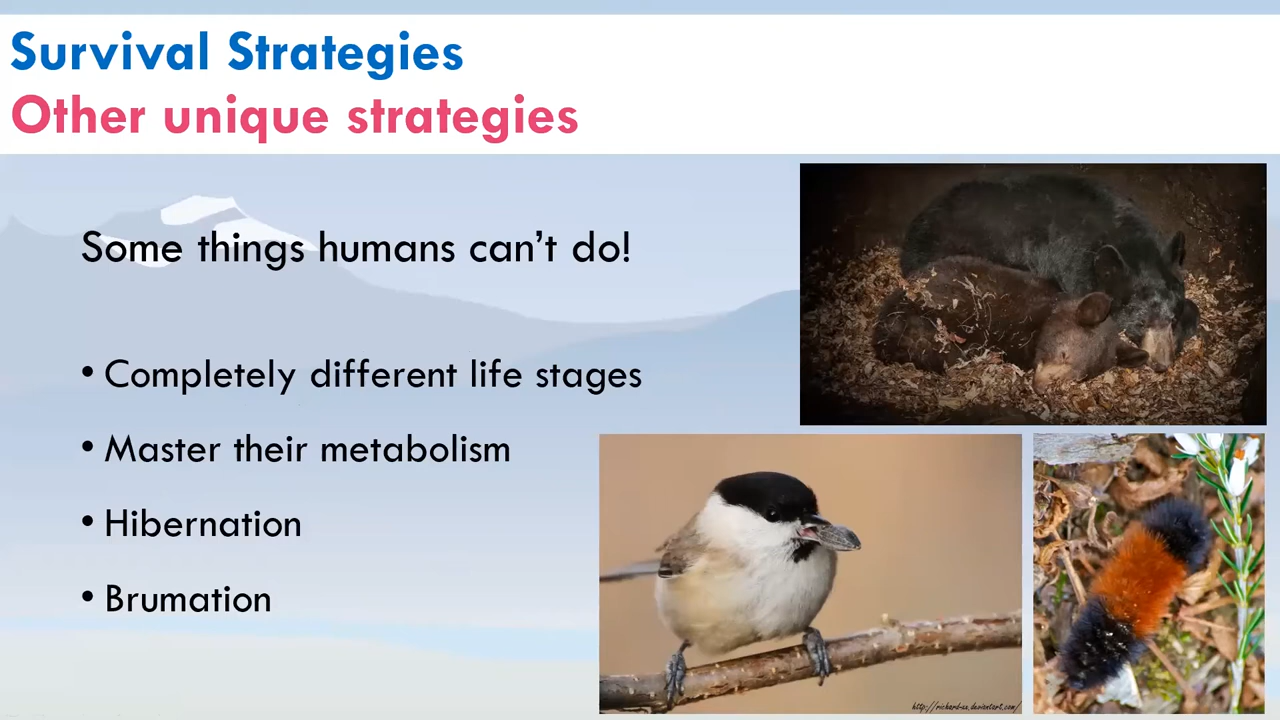 Survival Strategies
Other unique strategies
Some things humans can't do!
• Completely different life stages
• Master their metabolism
• Hibernation
• Brumation